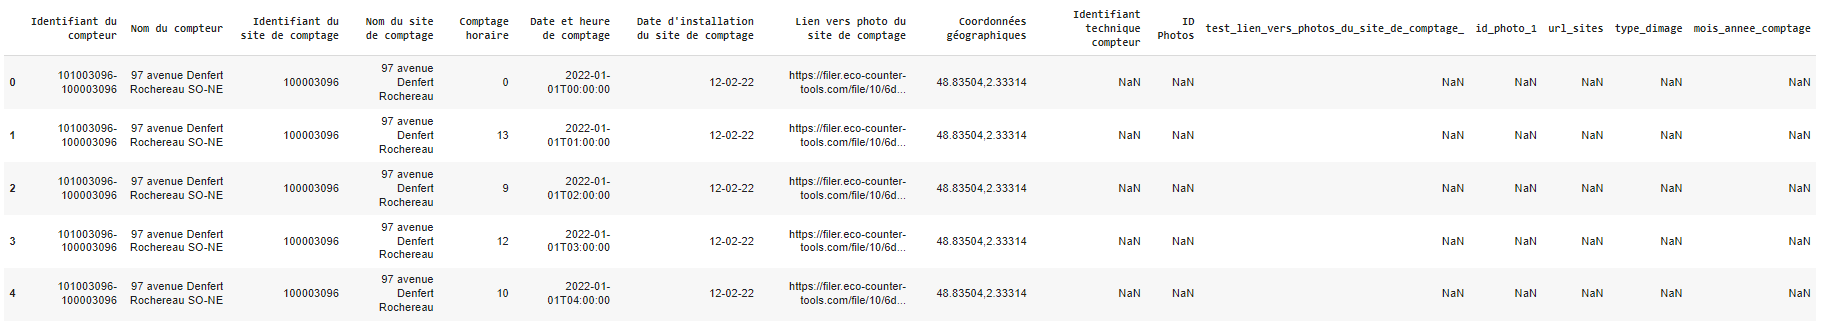 Identifiant du compteur Nom du compteur Identifiant du site de comptage Nom du site de comptage Comptage horaire Date et heure de comptage Date d'installation du site de comptage Lien vers photo du site de comptage Coordonnées géographiques Identifiant technique compteur ID Photos test_lien_vers_photos_du_site_de_comptage_ id_photo_1 url_sites type_dimage mois_annee_comptage
0 101003096-100003096 97 avenue Denfert Rochereau SO-NE 100003096 97 avenue Denfert Rochereau 0 2022-01-01T00:00:00 12-02-22 https://filer.eco-counter-tools.com/file/10/6d... 48.83504,2.33314 NaN NaN NaN NaN NaN NaN NaN
1 101003096-100003096 97 avenue Denfert Rochereau SO-NE 100003096 97 avenue Denfert Rochereau 13 2022-01-01T01:00:00 12-02-22 https://filer.eco-counter-tools.com/file/10/6d... 48.83504,2.33314 NaN NaN NaN NaN NaN NaN NaN
2 101003096-100003096 97 avenue Denfert Rochereau SO-NE 100003096 97 avenue Denfert Rochereau 9 2022-01-01T02:00:00 12-02-22 https://filer.eco-counter-tools.com/file/10/6d... 48.83504,2.33314 NaN NaN NaN NaN NaN NaN NaN
3 101003096-100003096 97 avenue Denfert Rochereau SO-NE 100003096 97 avenue Denfert Rochereau 12 2022-01-01T03:00:00 12-02-22 https://filer.eco-counter-tools.com/file/10/6d... 48.83504,2.33314 NaN NaN NaN NaN NaN NaN NaN
4 101003096-100003096 97 avenue Denfert Rochereau SO-NE 100003096 97 avenue Denfert Rochereau 10 2022-01-01T04:00:00 12-02-22 https://filer.eco-counter-tools.com/file/10/6d... 48.83504,2.33314 NaN NaN NaN NaN NaN NaN NaN